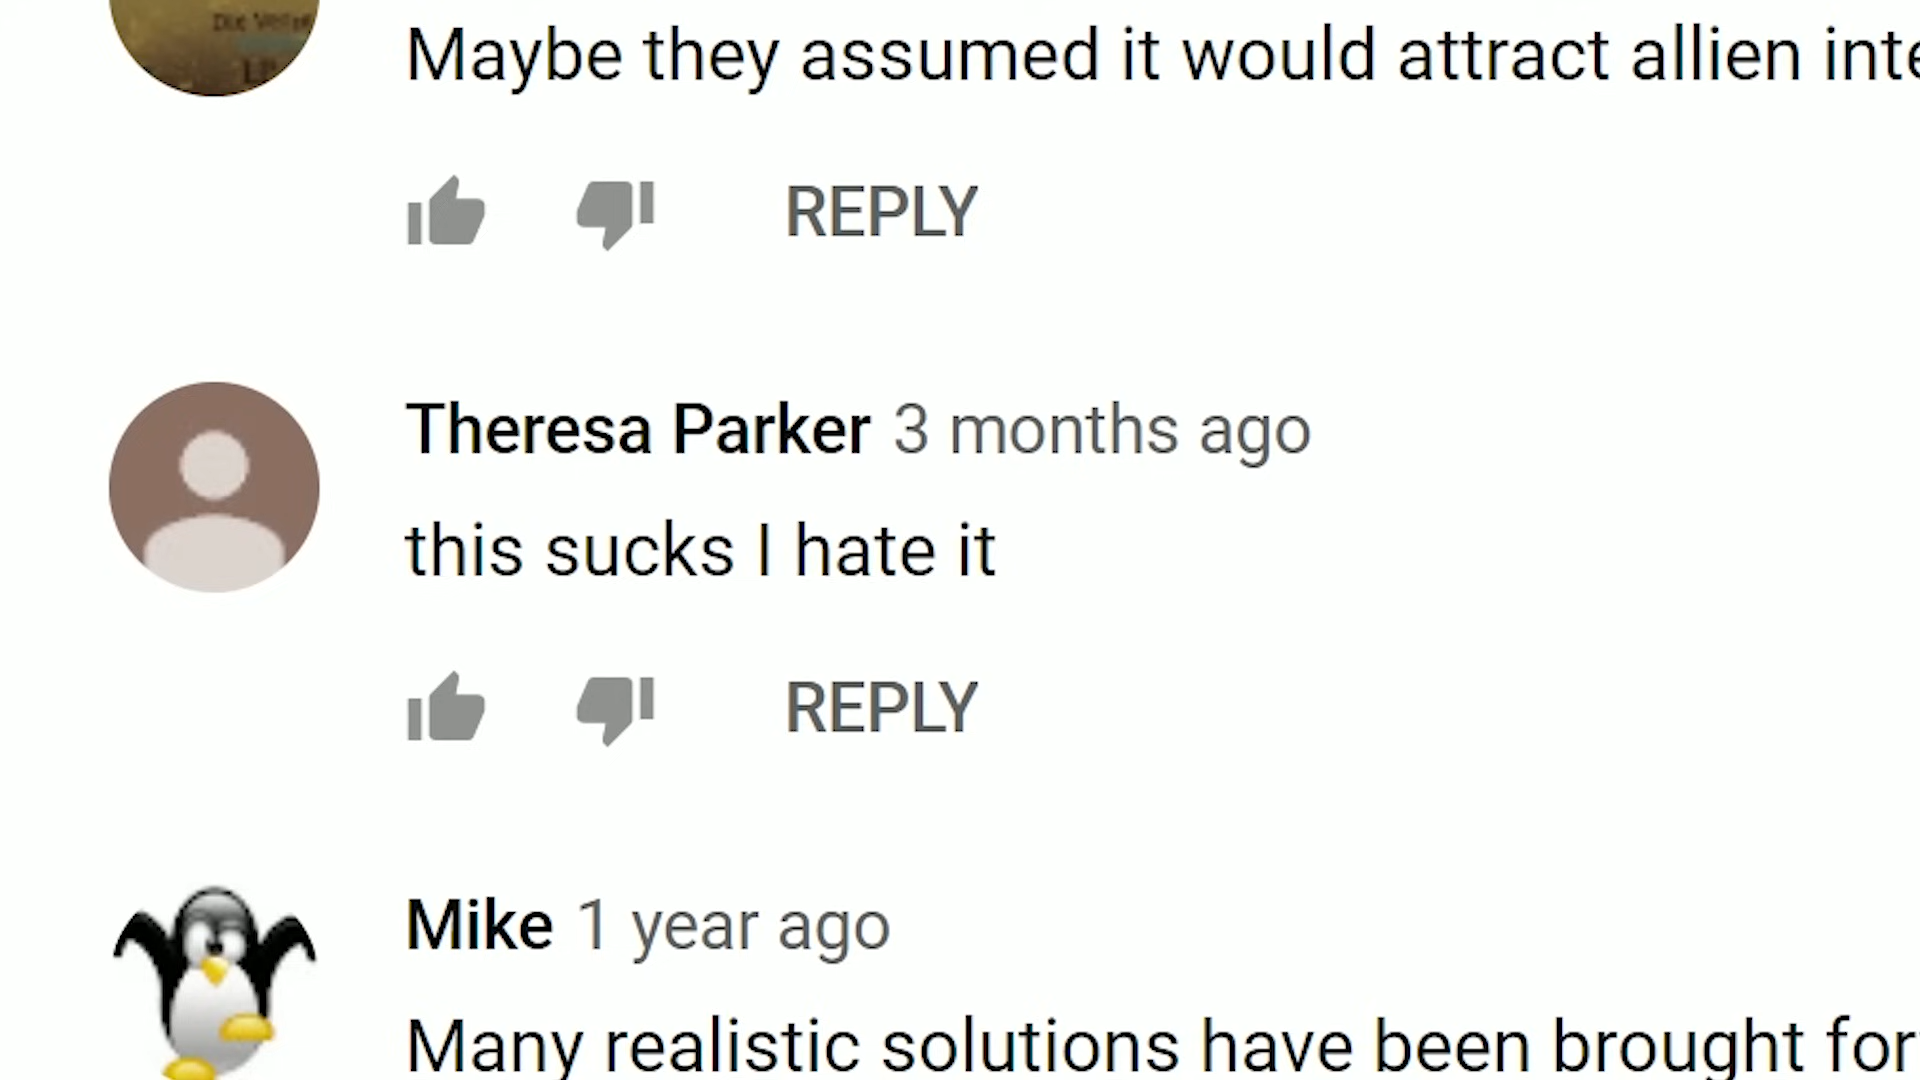 Maybe they assumed it would attract allien inte
REPLY
Theresa Parker 3 months ago
this sucks I hate it
REPLY
Mike 1 year ago
Many realistic solutions have been brought for